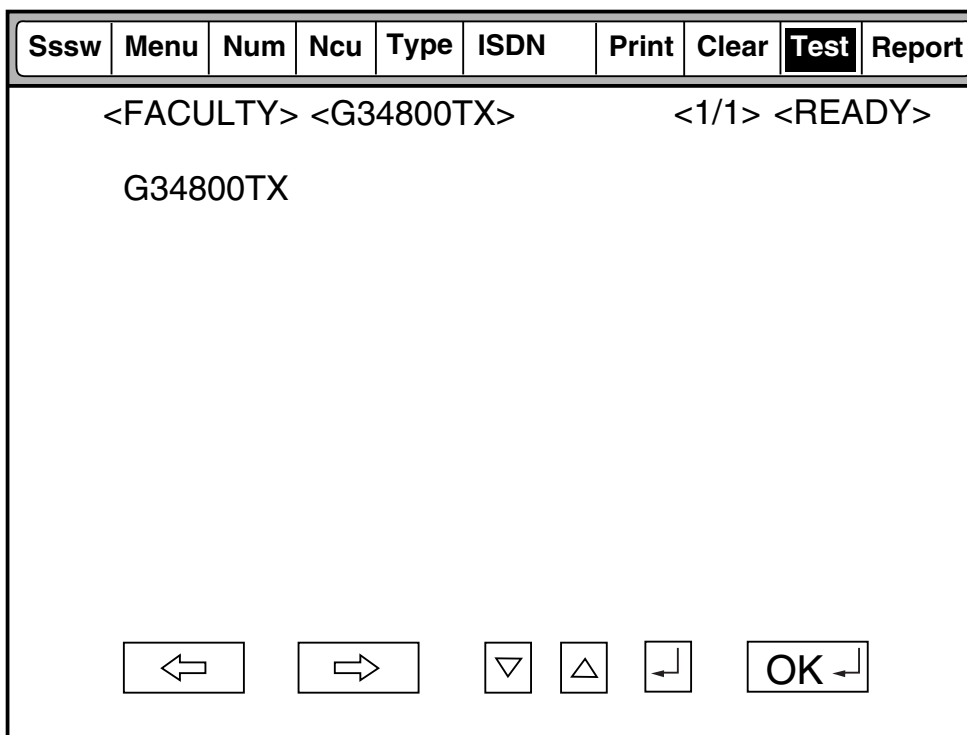 Sssw Menu Num Ncu Type ISDN Print Clear Test Report
<FACULTY> <G34800TX> <1/1> <READY>
G34800TX
OK